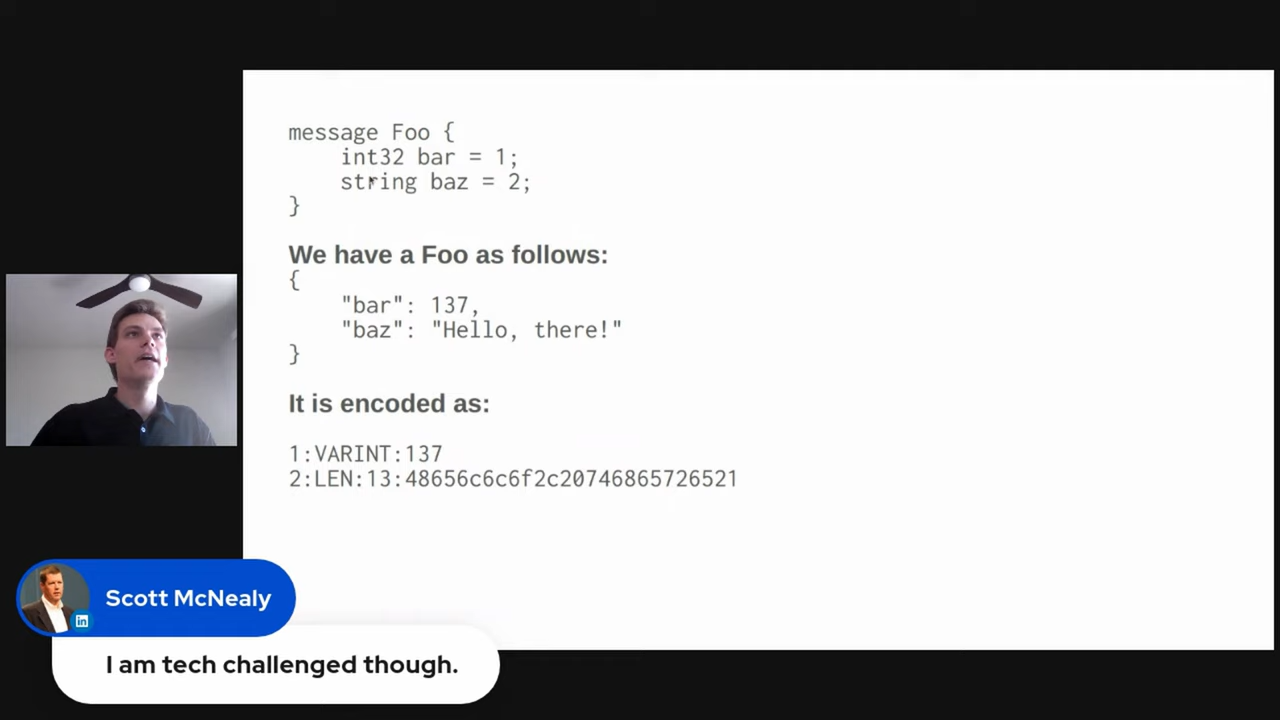 message Foo {
    int32 bar = 1;
    string baz = 2;
}
We have a Foo as follows:
{
    "bar": 137,
    "baz": "Hello, there!"
}
It is encoded as:
1:VARINT:137
2:LEN:13:48656c6c6f2c20746865726521
Scott McNealy
in
I am tech challenged though.